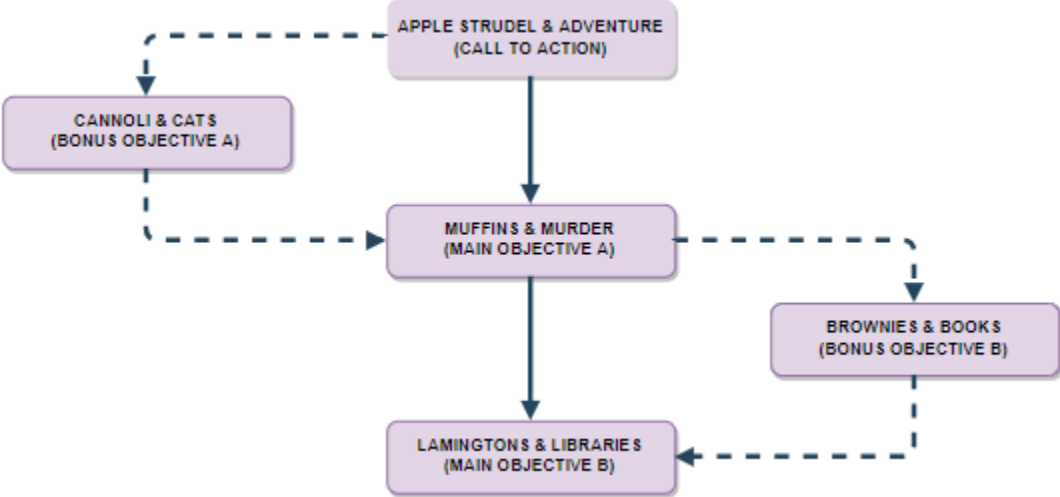 APPLE STRUDEL & ADVENTURE
(CALL TO ACTION)
CANNOLI & CATS
(BONUS OBJECTIVE A)
MUFFINS & MURDER
(MAIN OBJECTIVE A)
BROWNIES & BOOKS
(BONUS OBJECTIVE B)
LAMINGTONS & LIBRARIES
(MAIN OBJECTIVE B)